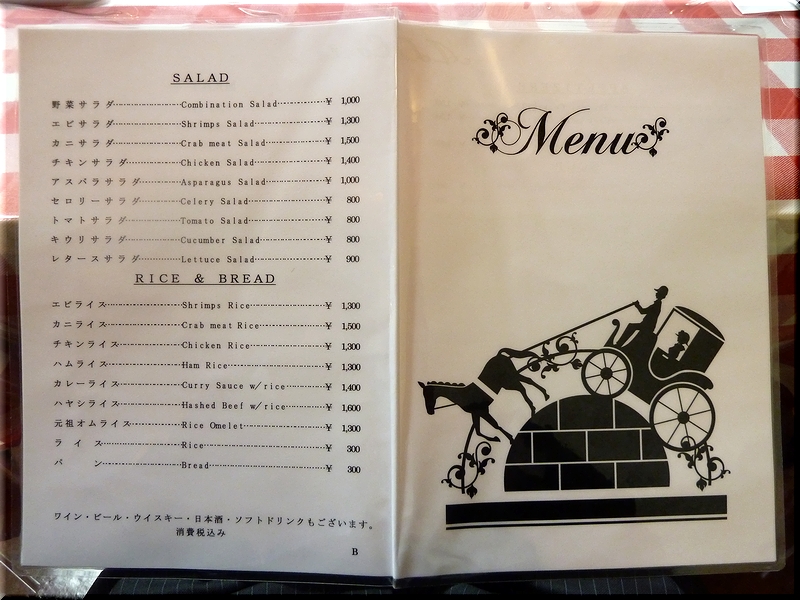 SALAD
野菜サラダ Combination Salad ¥ 1,000
エビサラダ Shrimps Salad ¥ 1,300
カニサラダ Crab meat Salad ¥ 1,500
チキンサラダ Chicken Salad ¥ 1,400
アスパラサラダ Asparagus Salad ¥ 1,000
セロリーサラダ Celery Salad ¥ 800
トマトサラダ Tomato Salad ¥ 800
キウリサラダ Cucumber Salad ¥ 800
レタースサラダ Lettuce Salad ¥ 900
RICE & BREAD
エビライス Shrimps Rice ¥ 1,300
カニライス Crab meat Rice ¥ 1,500
チキンライス Chicken Rice ¥ 1,300
ハムライス Ham Rice ¥ 1,300
カレーライス Curry Sauce w/rice ¥ 1,400
ハヤシライス Hashed Beef w/rice ¥ 1,600
元祖オムライス Rice Omelet ¥ 1,300
ライス Rice ¥ 300
パン Bread ¥ 300
ワイン・ビール・ウイスキー・日本酒・ソフトドリンクもございます。
消費税込み
B
Menu